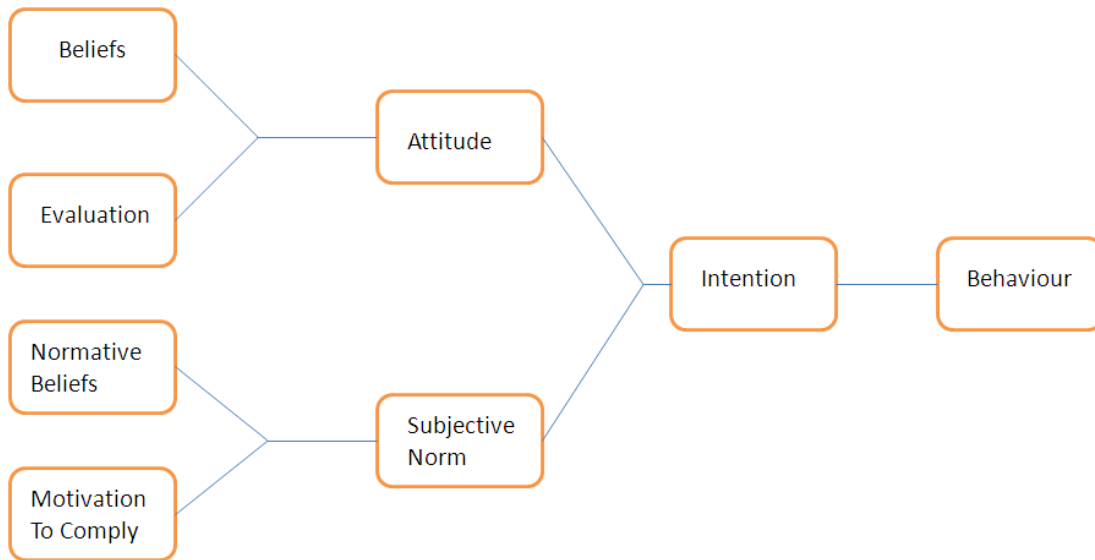 Beliefs
Evaluation
Normative
Beliefs
Motivation
To Comply
Attitude
Subjective
Norm
Intention
Behaviour